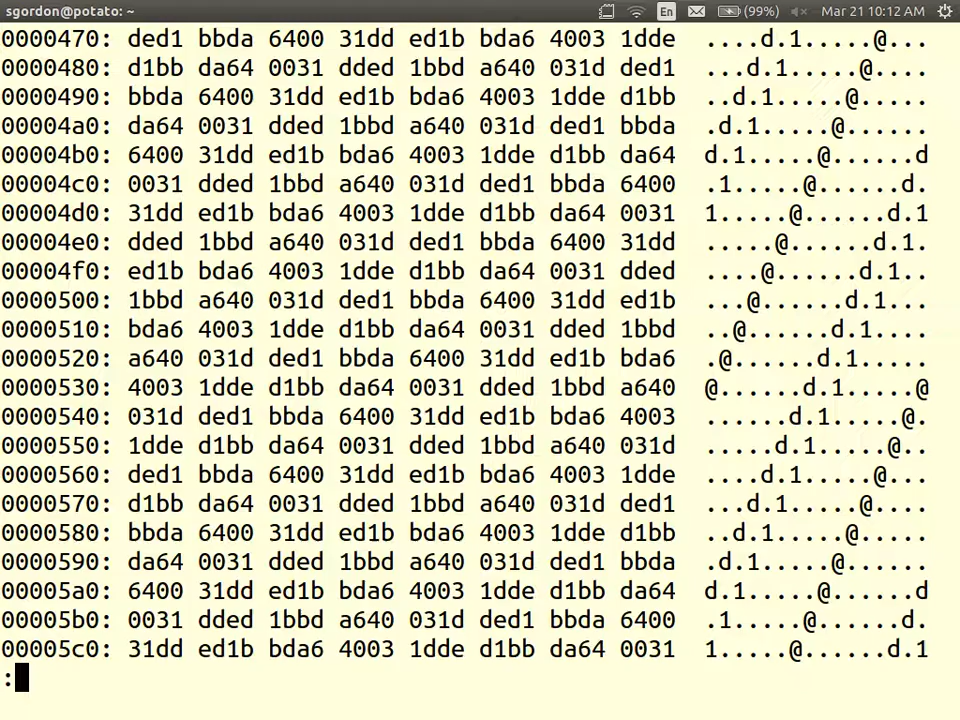 sgordon@potato: ~ En (99%) Mar 21 10:12 AM
0000470: ded1 bbda 6400 31dd ed1b bda6 4003 1dde ....d.1.....@...
0000480: d1bb da64 0031 dded 1bbd a640 031d ded1 ...d.1.....@....
0000490: bbda 6400 31dd ed1b bda6 4003 1dde d1bb ..d.1.....@.....
00004a0: da64 0031 dded 1bbd a640 031d ded1 bbda .d.1.....@......
00004b0: 6400 31dd ed1b bda6 4003 1dde d1bb da64 d.1.....@......d
00004c0: 0031 dded 1bbd a640 031d ded1 bbda 6400 .1.....@......d.
00004d0: 31dd ed1b bda6 4003 1dde d1bb da64 0031 1.....@......d.1
00004e0: dded 1bbd a640 031d ded1 bbda 6400 31dd .....@......d.1.
00004f0: ed1b bda6 4003 1dde d1bb da64 0031 dded ....@......d.1..
0000500: 1bbd a640 031d ded1 bbda 6400 31dd ed1b ...@......d.1...
0000510: bda6 4003 1dde d1bb da64 0031 dded 1bbd ..@......d.1....
0000520: a640 031d ded1 bbda 6400 31dd ed1b bda6 .@......d.1.....
0000530: 4003 1dde d1bb da64 0031 dded 1bbd a640 @......d.1.....@
0000540: 031d ded1 bbda 6400 31dd ed1b bda6 4003 ......d.1.....@.
0000550: 1dde d1bb da64 0031 dded 1bbd a640 031d .....d.1.....@..
0000560: ded1 bbda 6400 31dd ed1b bda6 4003 1dde ....d.1.....@...
0000570: d1bb da64 0031 dded 1bbd a640 031d ded1 ...d.1.....@....
0000580: bbda 6400 31dd ed1b bda6 4003 1dde d1bb ..d.1.....@.....
0000590: da64 0031 dded 1bbd a640 031d ded1 bbda .d.1.....@......
00005a0: 6400 31dd ed1b bda6 4003 1dde d1bb da64 d.1.....@......d
00005b0: 0031 dded 1bbd a640 031d ded1 bbda 6400 .1.....@......d.
00005c0: 31dd ed1b bda6 4003 1dde d1bb da64 0031 1.....@......d.1
: